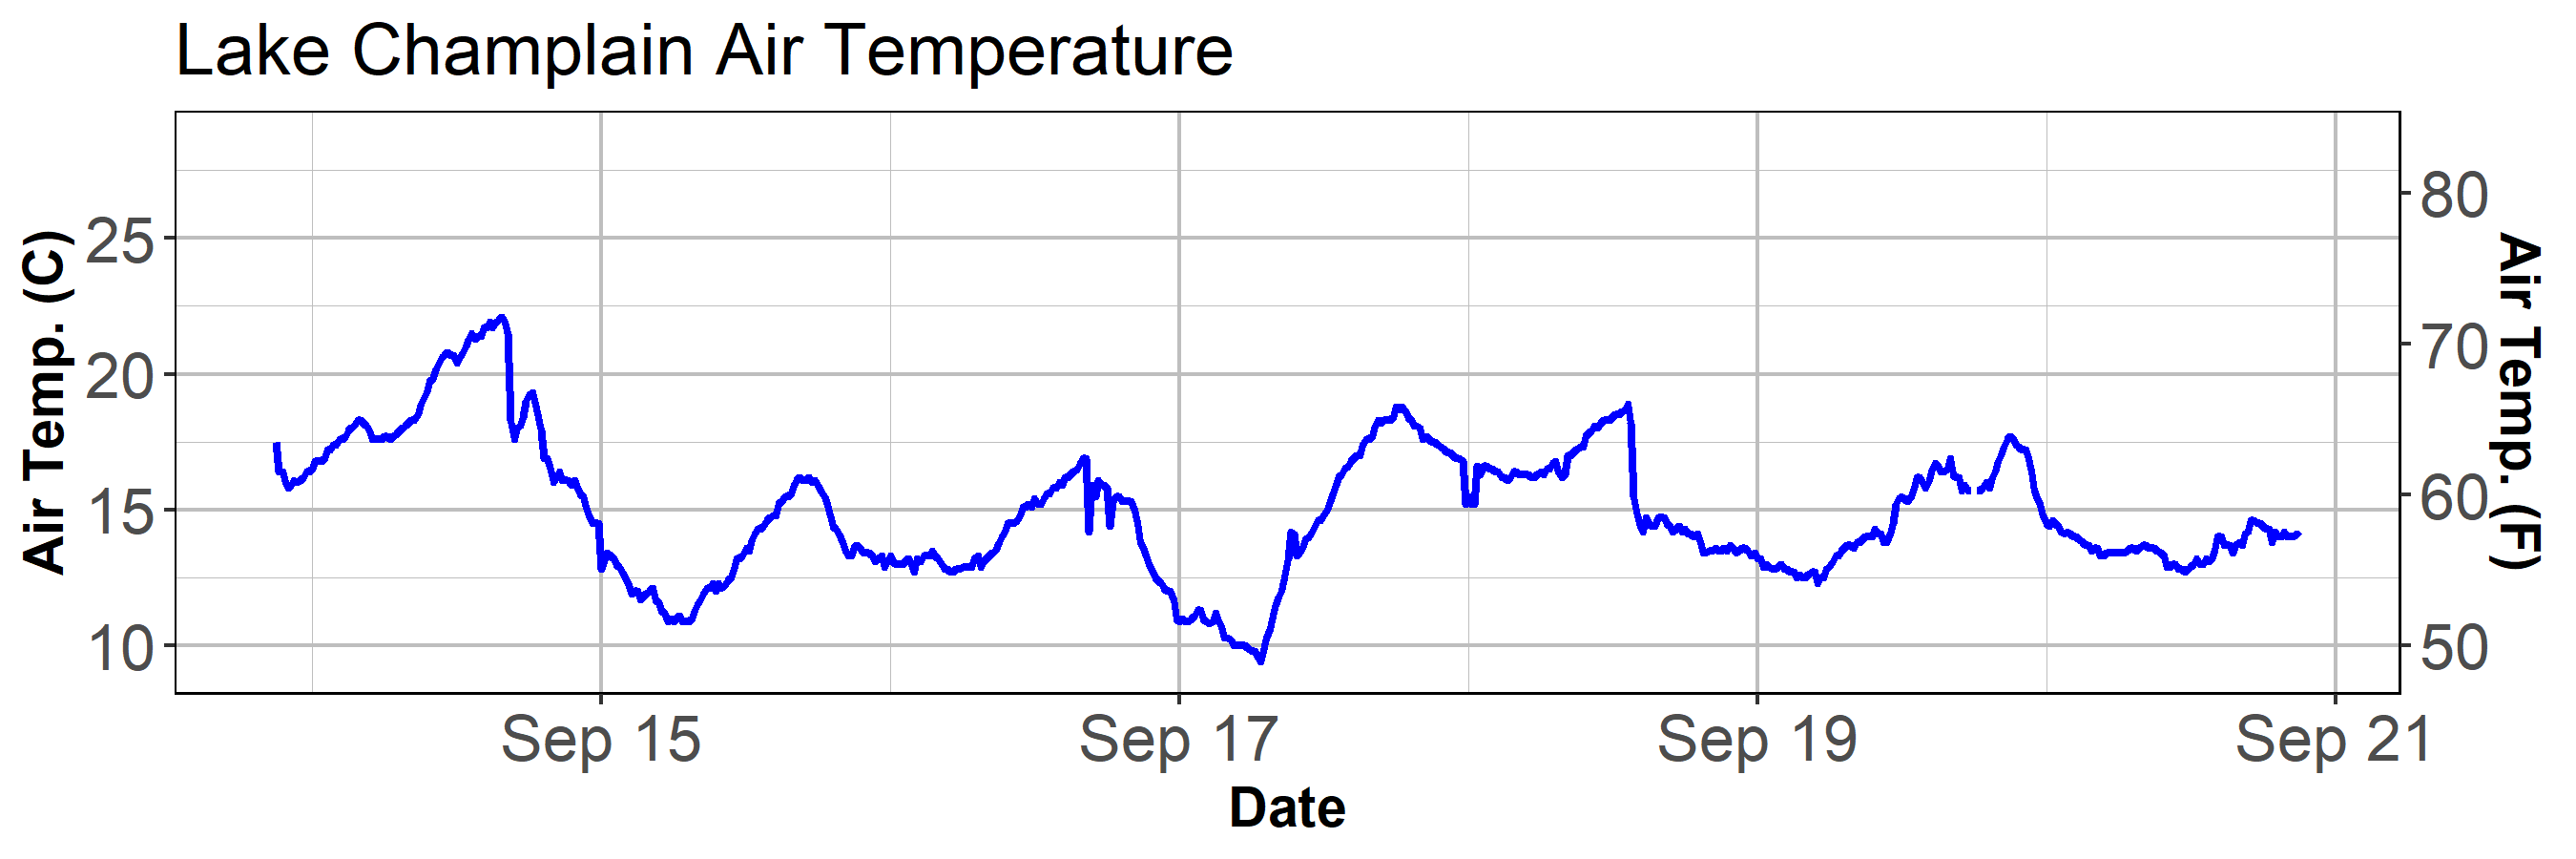 Lake Champlain Air Temperature
Air Temp. (C)
25
20
15
10
80
70
60
50
Air Temp. (F)
Sep 15 Sep 17 Sep 19 Sep 21
Date